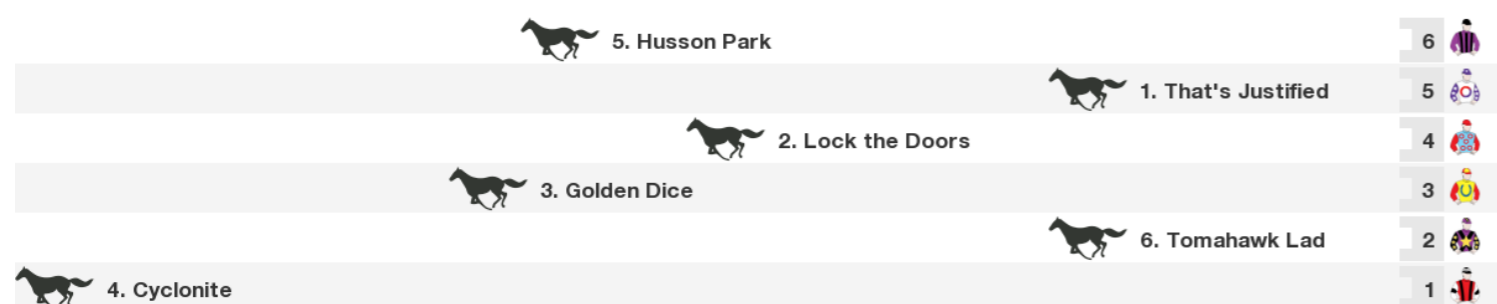 5. Husson Park 6
1. That's Justified 5
2. Lock the Doors 4
3. Golden Dice 3
6. Tomahawk Lad 2
4. Cyclonite 1